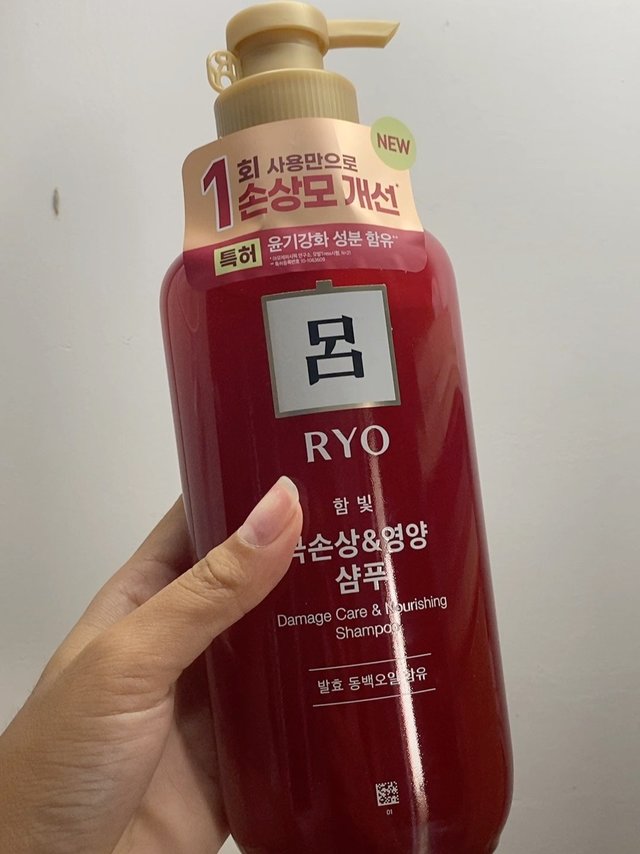 NEW
1회 사용만으로
손상모 개선*
특허 윤기강화 성분 함유**
呂
RYO
함빛
손상&영양
샴푸
Damage Care & Nourishing
Shampoo
발효 동백오일 함유
01